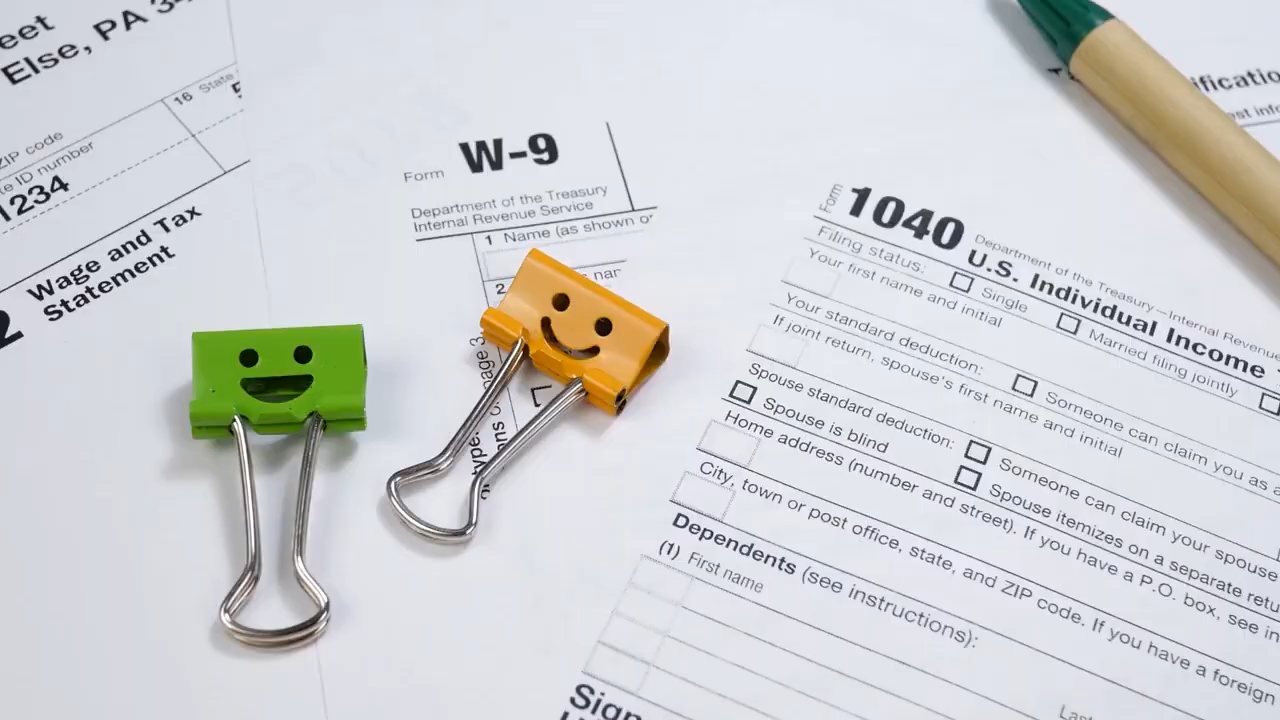 eet
Else, PA 34
16 State
ZIP code
te ID number
1234
Wage and Tax
Statement
2
Form W-9
Department of the Treasury
Internal Revenue Service
1 Name (as shown o
2
nar
Form 1040 Department of the Treasury—Internal Revenu
U.S. Individual Income
Filing status: Single Married filing jointly
Your first name and initial
Your standard deduction: Someone can claim you as a
If joint return, spouse's first name and initial
Spouse standard deduction: Someone can claim your spouse
Spouse is blind Spouse itemizes on a separate retu
Home address (number and street). If you have a P.O. box, see in
City, town or post office, state, and ZIP code. If you have a foreign
Dependents (see instructions):
(1) First name
Last
Sign